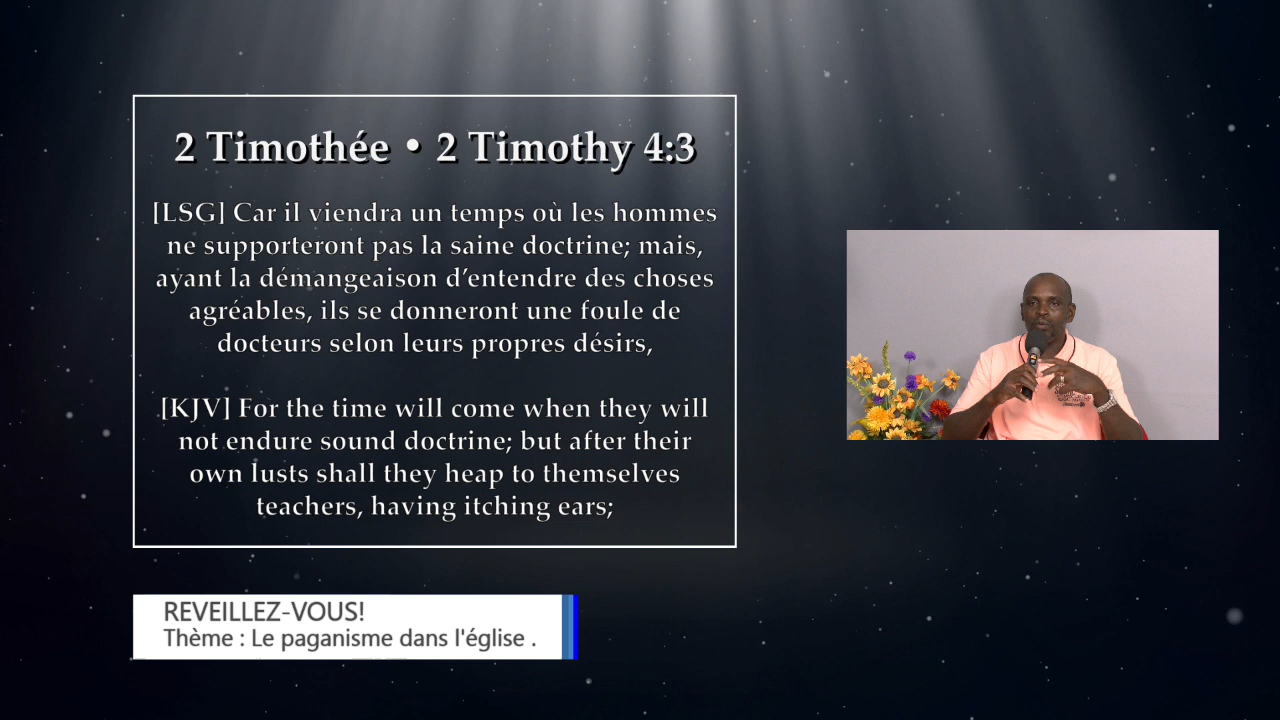 2 Timothée • 2 Timothy 4:3
[LSG] Car il viendra un temps où les hommes
ne supporteront pas la saine doctrine; mais,
ayant la démangeaison d’entendre des choses
agréables, ils se donneront une foule de
docteurs selon leurs propres désirs,
[KJV] For the time will come when they will
not endure sound doctrine; but after their
own lusts shall they heap to themselves
teachers, having itching ears;
REVEILLEZ-VOUS!
Thème : Le paganisme dans l'église .